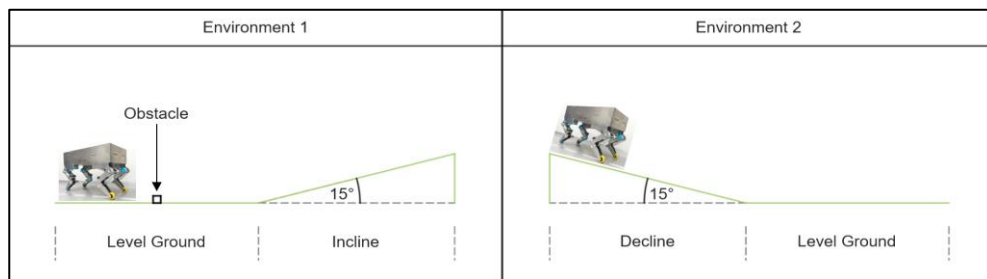 Environment 1
Environment 2
Obstacle
15°
15°
Level Ground
Incline
Decline
Level Ground